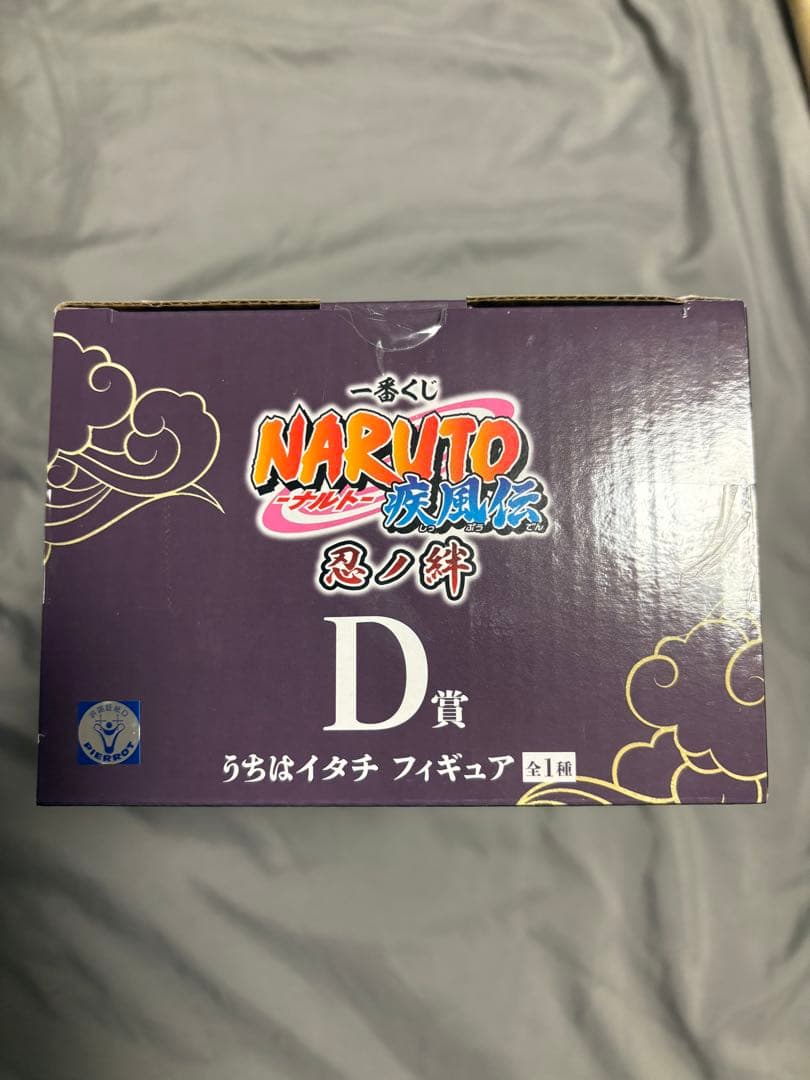 一番くじ
NARUTO
-ナルト-
疾風伝
しっぷうでん
忍ノ絆
D賞
PIERROT
うちはイタチ フィギュア 全1種